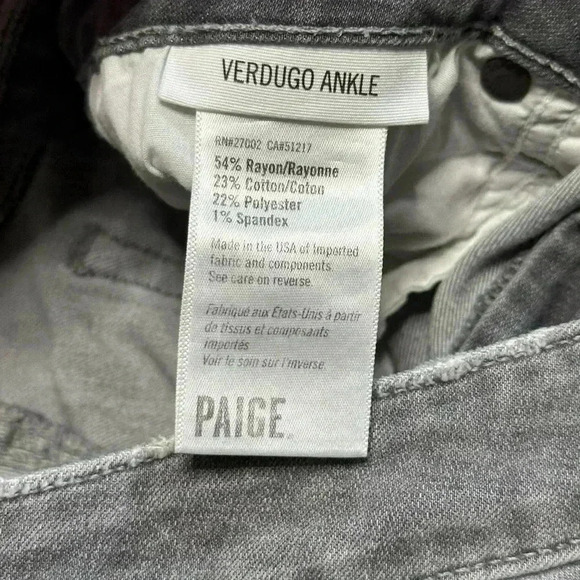 VERDUGO ANKLE
RN#27002 CA#51217
54% Rayon/Rayonne
23% Cotton/Coton
22% Polyester
1% Spandex
Made in the USA of imported
fabric and components.
See care on reverse.
Fabriqué aux États-Unis à partir
de tissus et composants
importés
Voir le soin sur l'inverse.
PAIGE